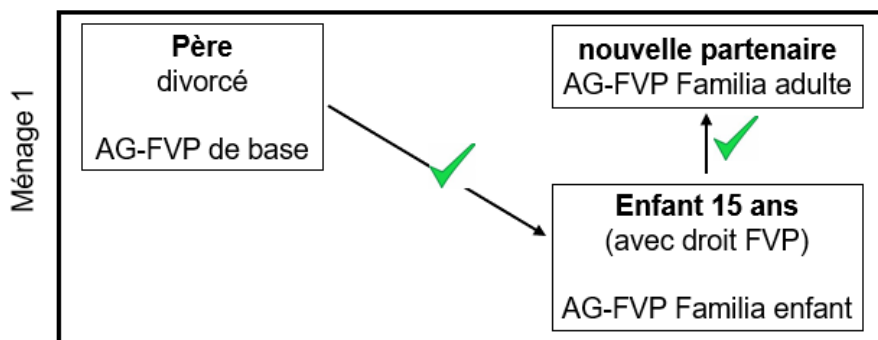 Ménage 1
Père
divorcé
AG-FVP de base
nouvelle partenaire
AG-FVP Familia adulte
Enfant 15 ans
(avec droit FVP)
AG-FVP Familia enfant